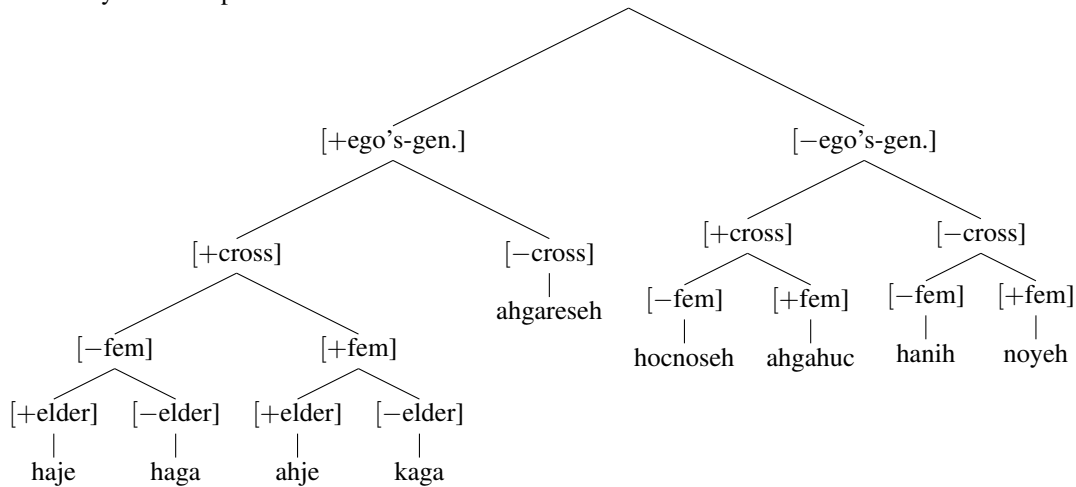 [+ego's-gen.] [−ego's-gen.]
[+cross] [−cross] [+cross] [−cross]
ahgareseh [−fem] [+fem] [−fem] [+fem]
[−fem] [+fem] hocnoseh ahgahuc hanih noyeh
[+elder] [−elder] [+elder] [−elder]
haje haga ahje kaga